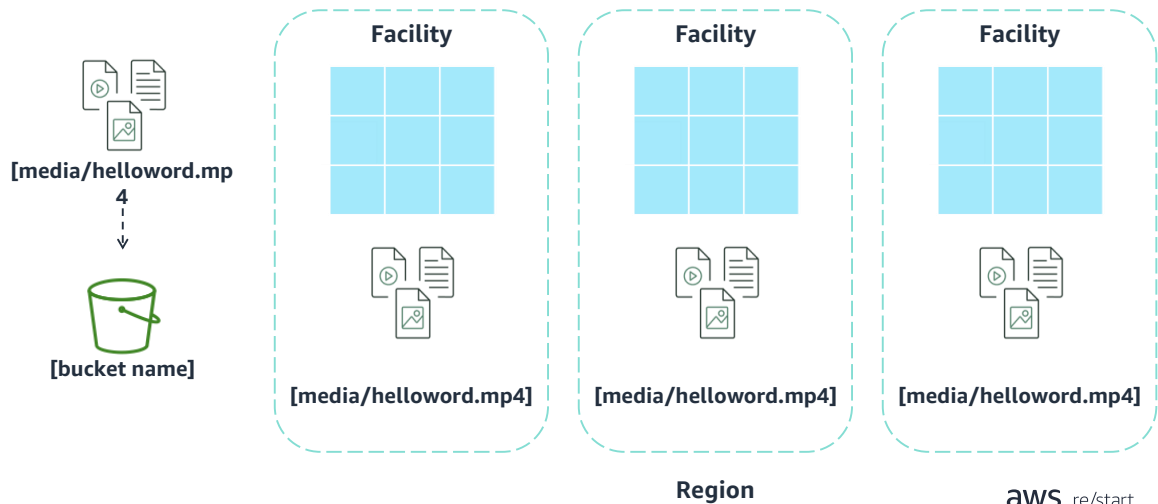 Facility
Facility
Facility
[media/helloword.mp
4
[bucket name]
[media/helloword.mp4]
[media/helloword.mp4]
[media/helloword.mp4]
Region
aws re/start